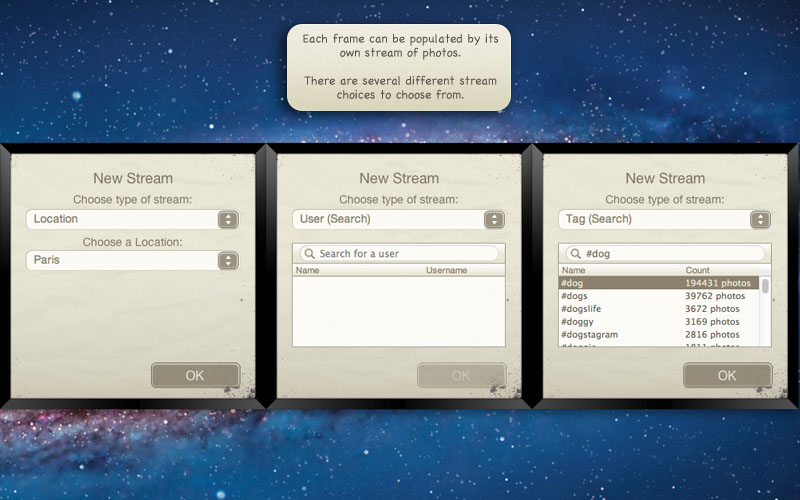 Each frame can be populated by its
own stream of photos.
There are several different stream
choices to choose from.
New Stream
Choose type of stream:
Location
Choose a Location:
Paris
OK
New Stream
Choose type of stream:
User (Search)
Search for a user
Name Username
OK
New Stream
Choose type of stream:
Tag (Search)
#dog
Name Count
#dog 194431 photos
#dogs 39762 photos
#dogslife 3672 photos
#doggy 3169 photos
#dogstagram 2816 photos
photos
OK